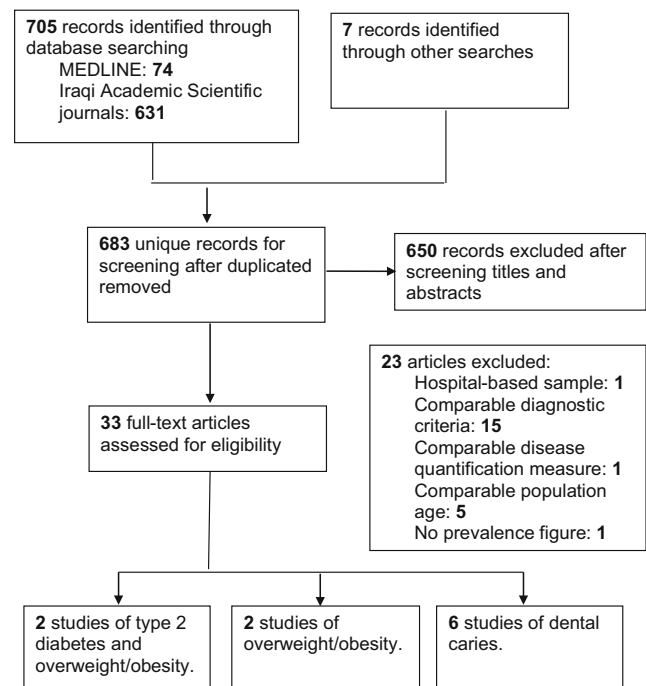 705 records identified through
database searching
MEDLINE: 74
Iraqi Academic Scientific
journals: 631
7 records identified
through other searches
683 unique records for
screening after duplicated
removed
650 records excluded after
screening titles and
abstracts
23 articles excluded:
Hospital-based sample: 1
Comparable diagnostic
criteria: 15
Comparable disease
quantification measure: 1
Comparable population
age: 5
No prevalence figure: 1
33 full-text articles
assessed for eligibility
2 studies of type 2
diabetes and
overweight/obesity.
2 studies of
overweight/obesity.
6 studies of dental
caries.